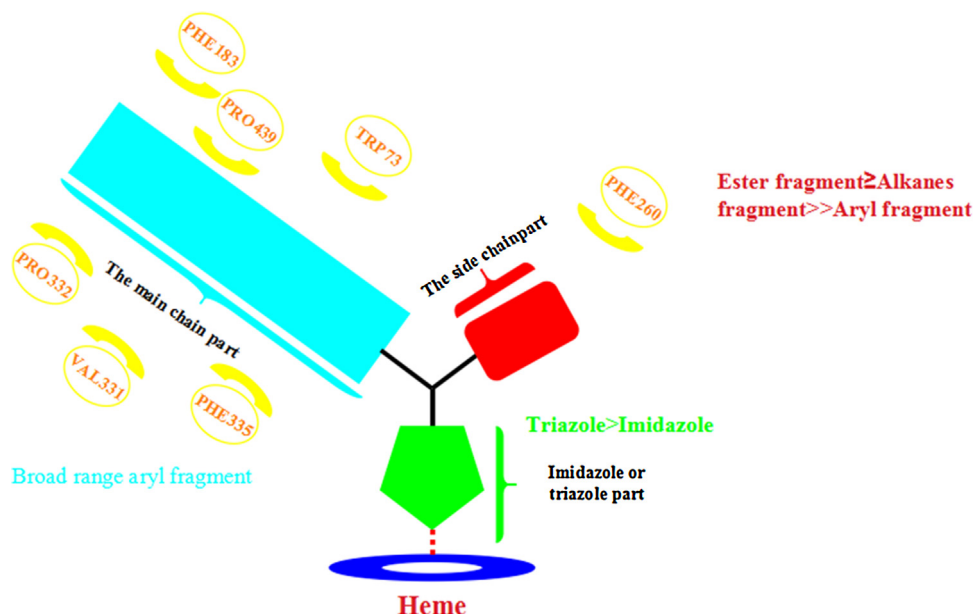 PHE183
PRO439
TRP73
PHE260
Ester fragment≥Alkanes
fragment>>Aryl fragment
The side chainpart
PRO332
The main chain part
VAL331
PHE335
Triazole>Imidazole
Broad range aryl fragment
Imidazole or
triazole part
Heme